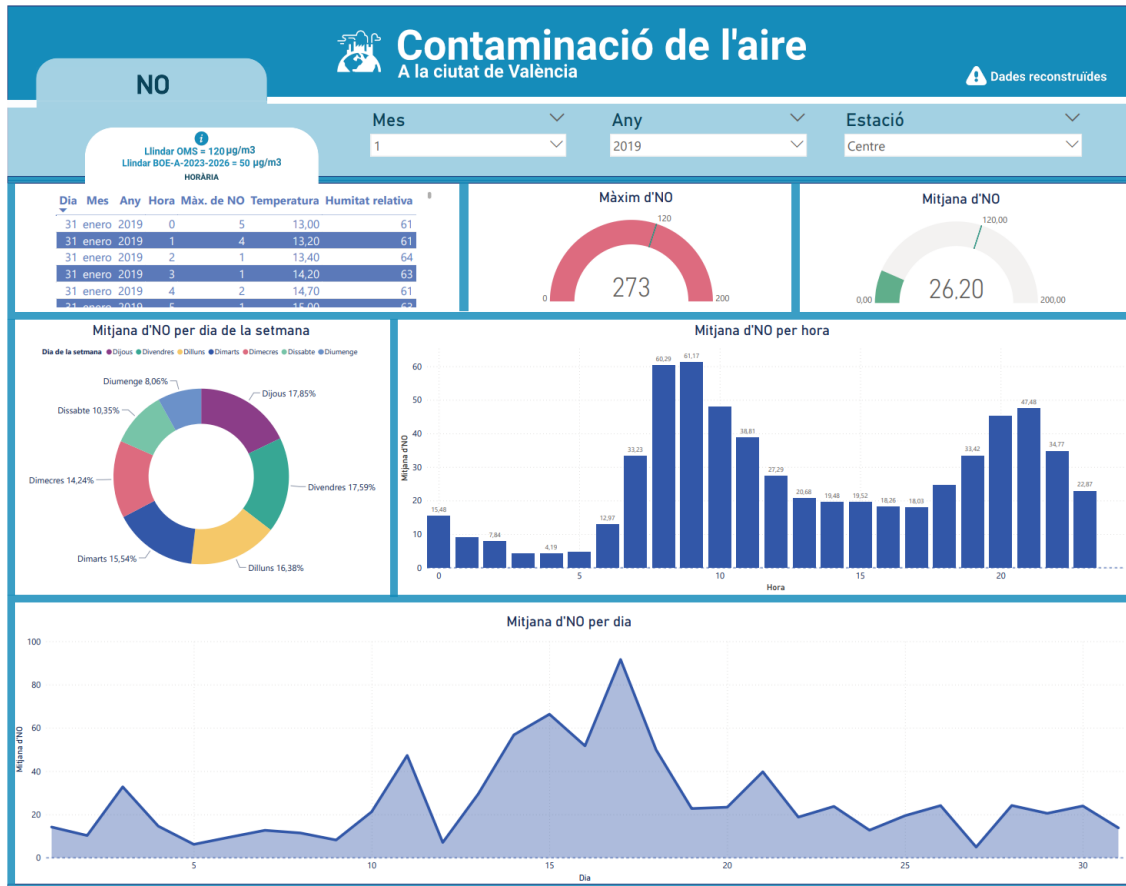 Contaminació de l'aire
A la ciutat de València
NO
Dades reconstruïdes
Mes
1
Any
2019
Estació
Centre
Llindar OMS = 120 µg/m3
Llindar BOE-A-2023-2026 = 50 µg/m3
HORÀRIA
Dia Mes Any Hora Màx. de NO Temperatura Humitat relativa
31 enero 2019 0 5 13,00 61
31 enero 2019 1 4 13,20 61
31 enero 2019 2 1 13,40 64
31 enero 2019 3 1 14,20 63
31 enero 2019 4 2 14,70 61
31 enero 2019 5 1 15,00 62
Màxim d'NO
120
273
0
200
Mitjana d'NO
120,00
26,20
0,00
200,00
Mitjana d'NO per dia de la setmana
Dia de la setmana Dijous Divendres Dilluns Dimarts Dimecres Dissabte Diumenge
Diumenge 8,06%
Dijous 17,85%
Dissabte 10,35%
Dimecres 14,24%
Divendres 17,59%
Dimarts 15,54%
Dilluns 16,38%
Mitjana d'NO per hora
Mitjana d'NO
60
50
40
30
20
10
0
15,48
7,84
4,19
12,97
33,23
60,29
61,17
38,81
27,29
20,68
19,48
19,52
18,26
18,03
33,42
47,48
34,77
22,87
0 5 10 15 20
Hora
Mitjana d'NO per dia
Mitjana d'NO
100
80
60
40
20
0
5 10 15 20 25 30
Dia